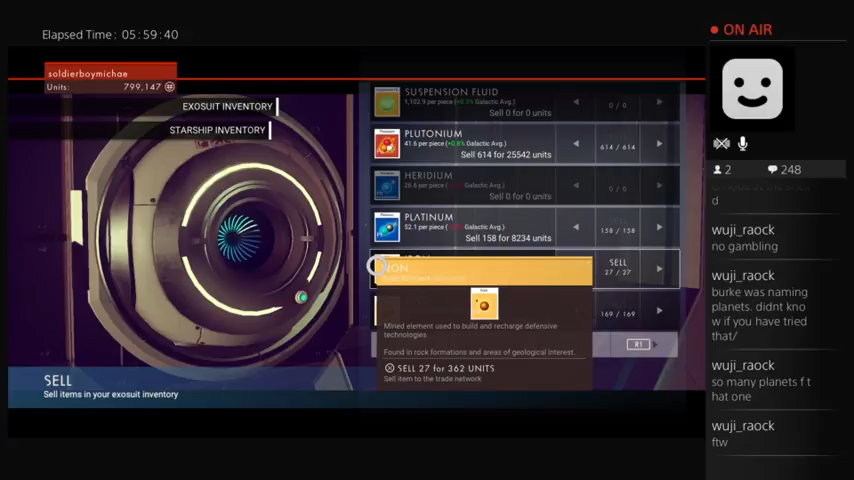 Elapsed Time : 05:59:40
ON AIR
soldierboymichae
Units: 799,147
EXOSUIT INVENTORY
STARSHIP INVENTORY
SUSPENSION FLUID
1,102.9 per piece (+0.3% Galactic Avg.)
Sell 0 for 0 units
0 / 0
PLUTONIUM
41.6 per piece (+0.8% Galactic Avg.)
Sell 614 for 25542 units
614 / 614
HERIDIUM
26.6 per piece ( Galactic Avg.)
Sell 0 for 0 units
0 / 0
PLATINUM
52.1 per piece ( Galactic Avg.)
Sell 158 for 8234 units
158 / 158
SELL
27 / 27
169 / 169
R1
Mined element used to build and recharge defensive
technologies.
Found in rock formations and areas of geological interest.
SELL 27 for 362 UNITS
Sell item to the trade network
SELL
Sell items in your exosuit inventory
2
248
d
wuji_raock
no gambling
wuji_raock
burke was naming
planets. didnt kno
w if you have tried
that/
wuji_raock
so many planets f t
hat one
wuji_raock
ftw